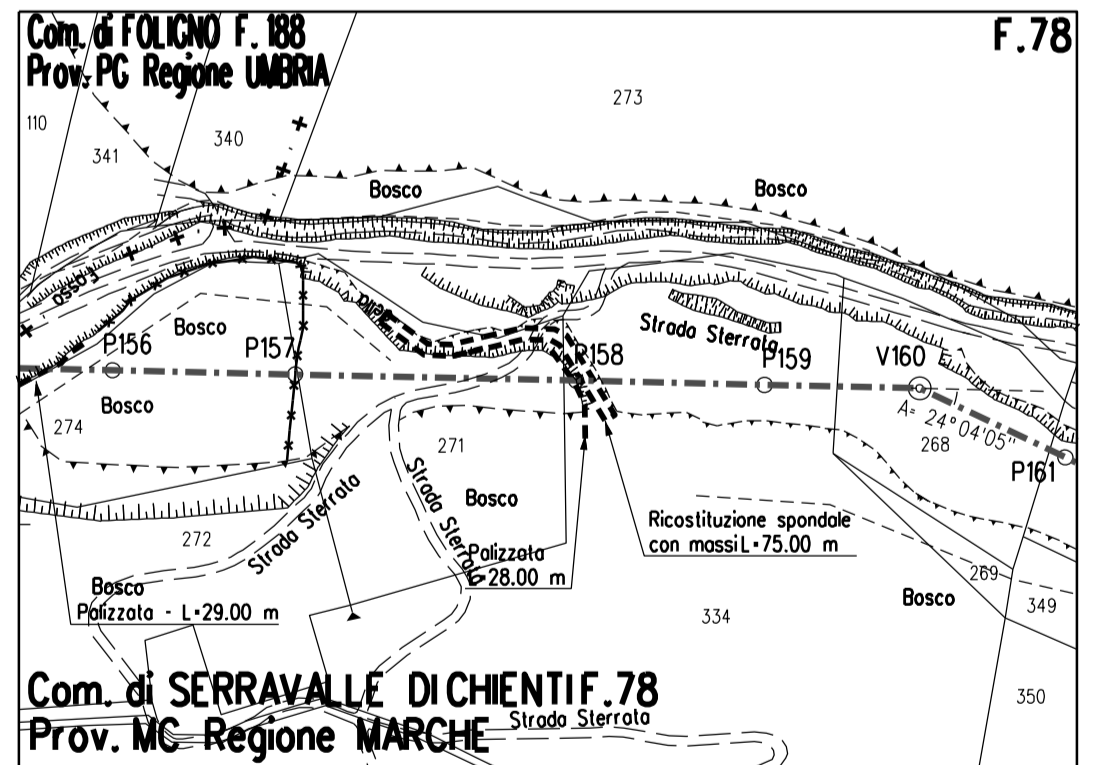 Com. di FOLIGNO F. 188
Prov. PG Regione UMBRIA
F.78
273
110
341
340
Bosco
Bosco
Fosso
Bosco
P156
P157
Strada Sterrata
P158
P159
V160
A= 24°04'05"
268
P161
Bosco
274
271
Strada Sterrata
Strada Sterrata
Bosco
272
Ricostituzione spondale
con massi L=75.00 m
Palizzata
L=28.00 m
269
Bosco
Palizzata - L=29.00 m
Bosco
349
334
350
Com. di SERRAVALLE DI CHIENTI F.78
Prov. MC Regione MARCHE
Strada Sterrata